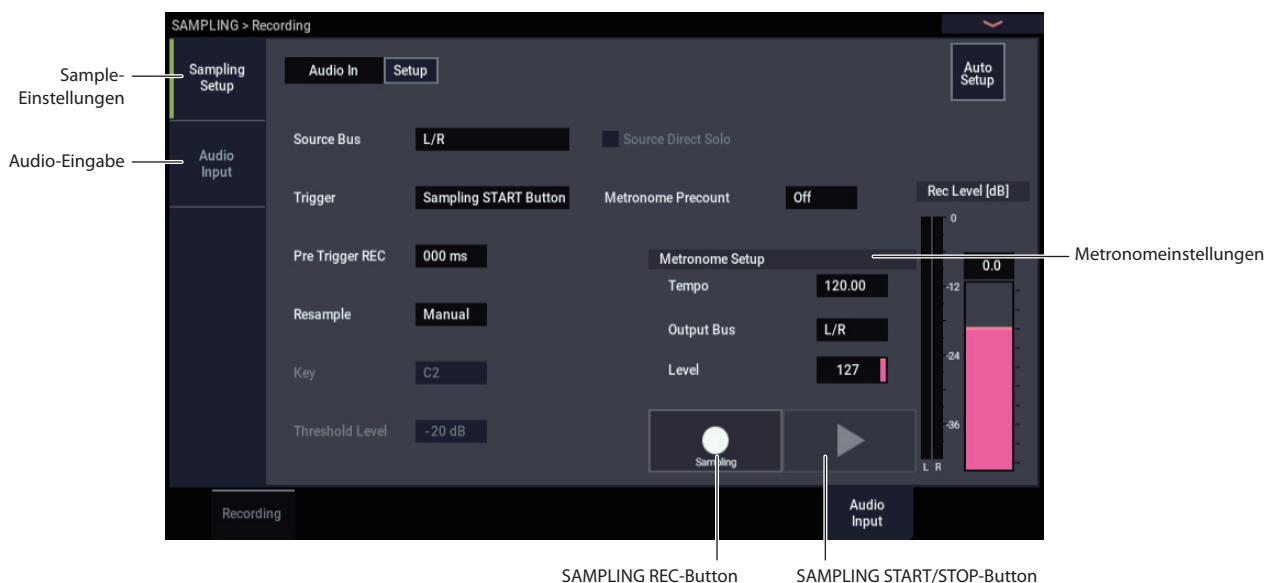 SAMPLING > Recording
Sampling
Setup
Audio In
Setup
Auto
Setup
Sample-
Einstellungen
Source Bus
L/R
Source Direct Solo
Audio
Input
Audio-Eingabe
Trigger
Sampling START Button
Metronome Precount
Off
Rec Level [dB]
0
Pre Trigger REC
000 ms
Metronome Setup
Metronomeinstellungen
0.0
Tempo
120.00
-12
Resample
Manual
Output Bus
L/R
-24
Key
C2
Level
127
Threshold Level
-20 dB
-36
Sampling
L R
Recording
Audio
Input
SAMPLING REC-Button
SAMPLING START/STOP-Button